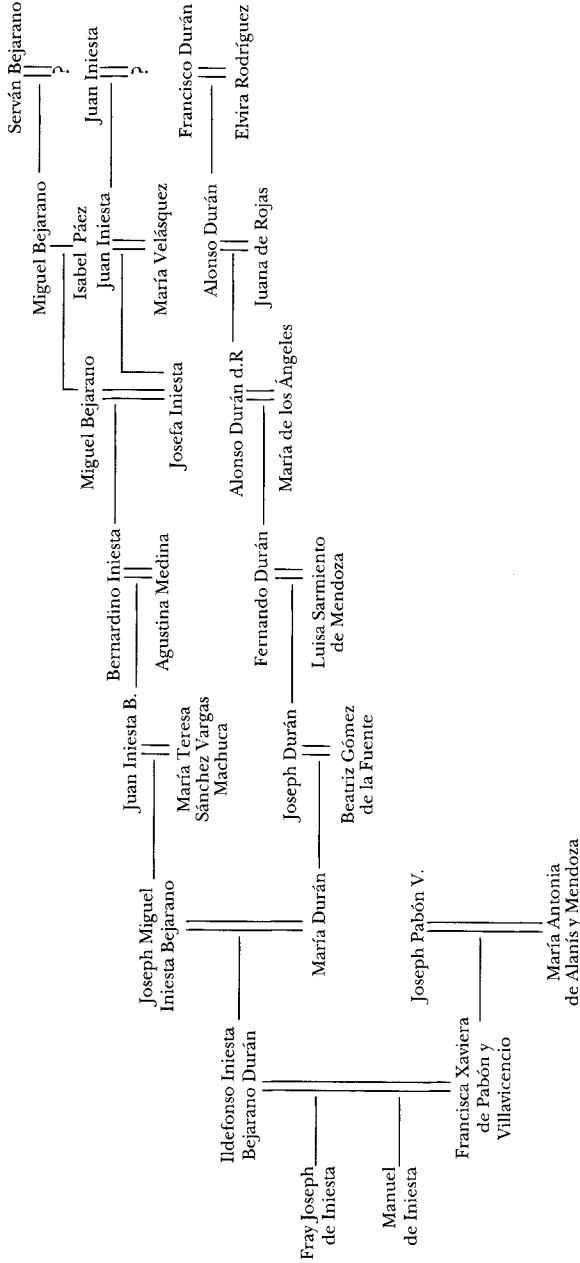 Serván Bejarano
?
Juan Iniesta
?
Francisco Durán
Elvira Rodríguez
Miguel Bejarano
Isabel Páez
Juan Iniesta
María Velásquez
Alonso Durán
Juana de Rojas
Miguel Bejarano
Josefa Iniesta
Alonso Durán d.R
María de los Ángeles
Bernardino Iniesta
Agustina Medina
Fernando Durán
Luisa Sarmiento
de Mendoza
Juan Iniesta B.
María Teresa
Sánchez Vargas
Machuca
Joseph Durán
Beatriz Gómez
de la Fuente
Joseph Miguel
Iniesta Bejarano
María Durán
Joseph Pabón V.
María Antonia
de Alanís y Mendoza
Ildefonso Iniesta
Bejarano Durán
Francisca Xaviera
de Pabón y
Villavicencio
Fray Joseph
de Iniesta
Manuel
de Iniesta